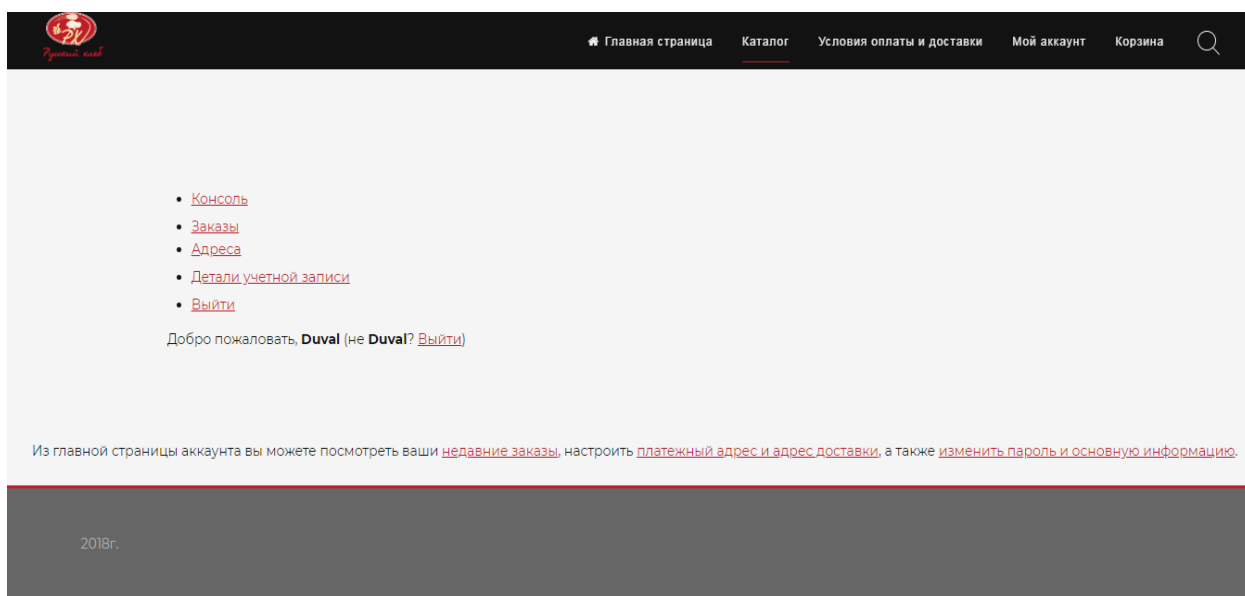 Русский хлеб
Главная страница Каталог Условия оплаты и доставки Мой аккаунт Корзина
Консоль
Заказы
Адреса
Детали учетной записи
Выйти
Добро пожаловать, Duval (не Duval? Выйти)
Из главной страницы аккаунта вы можете посмотреть ваши недавние заказы, настроить платежный адрес и адрес доставки, а также изменить пароль и основную информацию.
2018г.